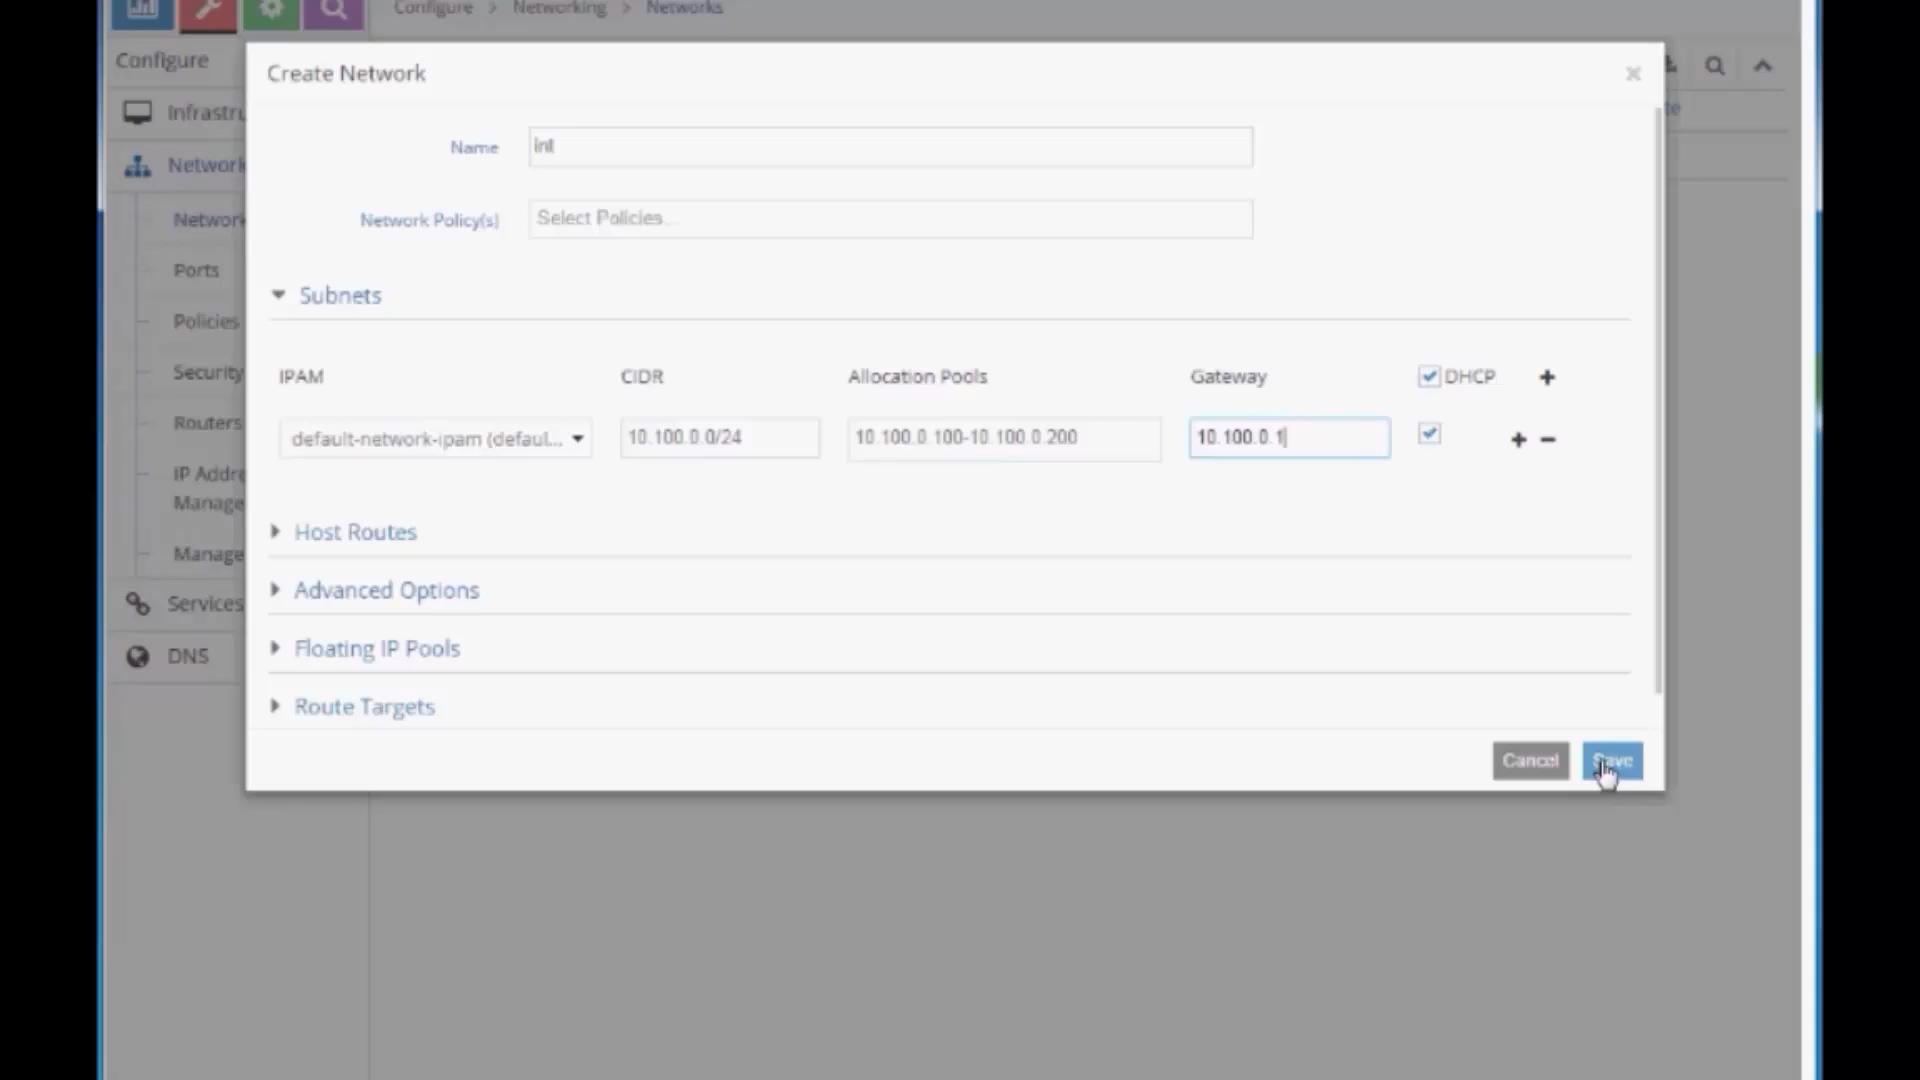 Configure > Networking > Networks
Configure
Create Network
×
Infrastru
Name
int
Network
Network
Network Policy(s)
Select Policies...
Ports
Subnets
Policies
Security
IPAM
CIDR
Allocation Pools
Gateway
DHCP
Routers
default-network-ipam (defaul...
10.100.0.0/24
10.100.0.100-10.100.0.200
10.100.0.1
IP Addre
Manage
Host Routes
Manage
Advanced Options
Services
Floating IP Pools
DNS
Route Targets
Cancel
Save